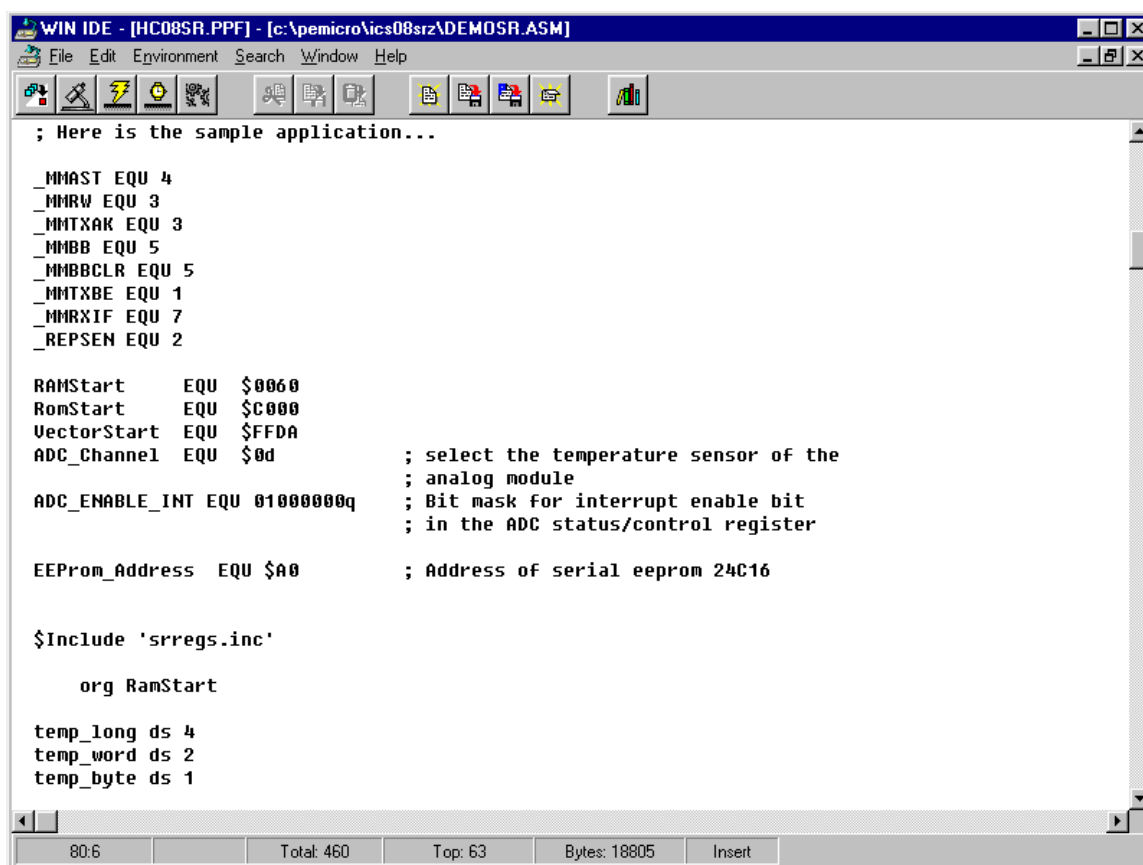 WIN IDE - [HC08SR.PPF] - [c:\pemicro\ics08srz\DEMOSR.ASM]
File Edit Environment Search Window Help
; Here is the sample application...
_MMAST EQU 4
_MMRW EQU 3
_MMTXAK EQU 3
_MMBB EQU 5
_MMBBCLR EQU 5
_MMTXBE EQU 1
_MMRXIF EQU 7
_REPSEN EQU 2
RAMStart EQU $0060
RomStart EQU $C000
VectorStart EQU $FFDA
ADC_Channel EQU $0d ; select the temperature sensor of the
; analog module
ADC_ENABLE_INT EQU 01000000q ; Bit mask for interrupt enable bit
; in the ADC status/control register
EEProm_Address EQU $A0 ; Address of serial eeprom 24C16
$Include 'srregs.inc'
org RamStart
temp_long ds 4
temp_word ds 2
temp_byte ds 1
80:6 Total: 460 Top: 63 Bytes: 18805 Insert